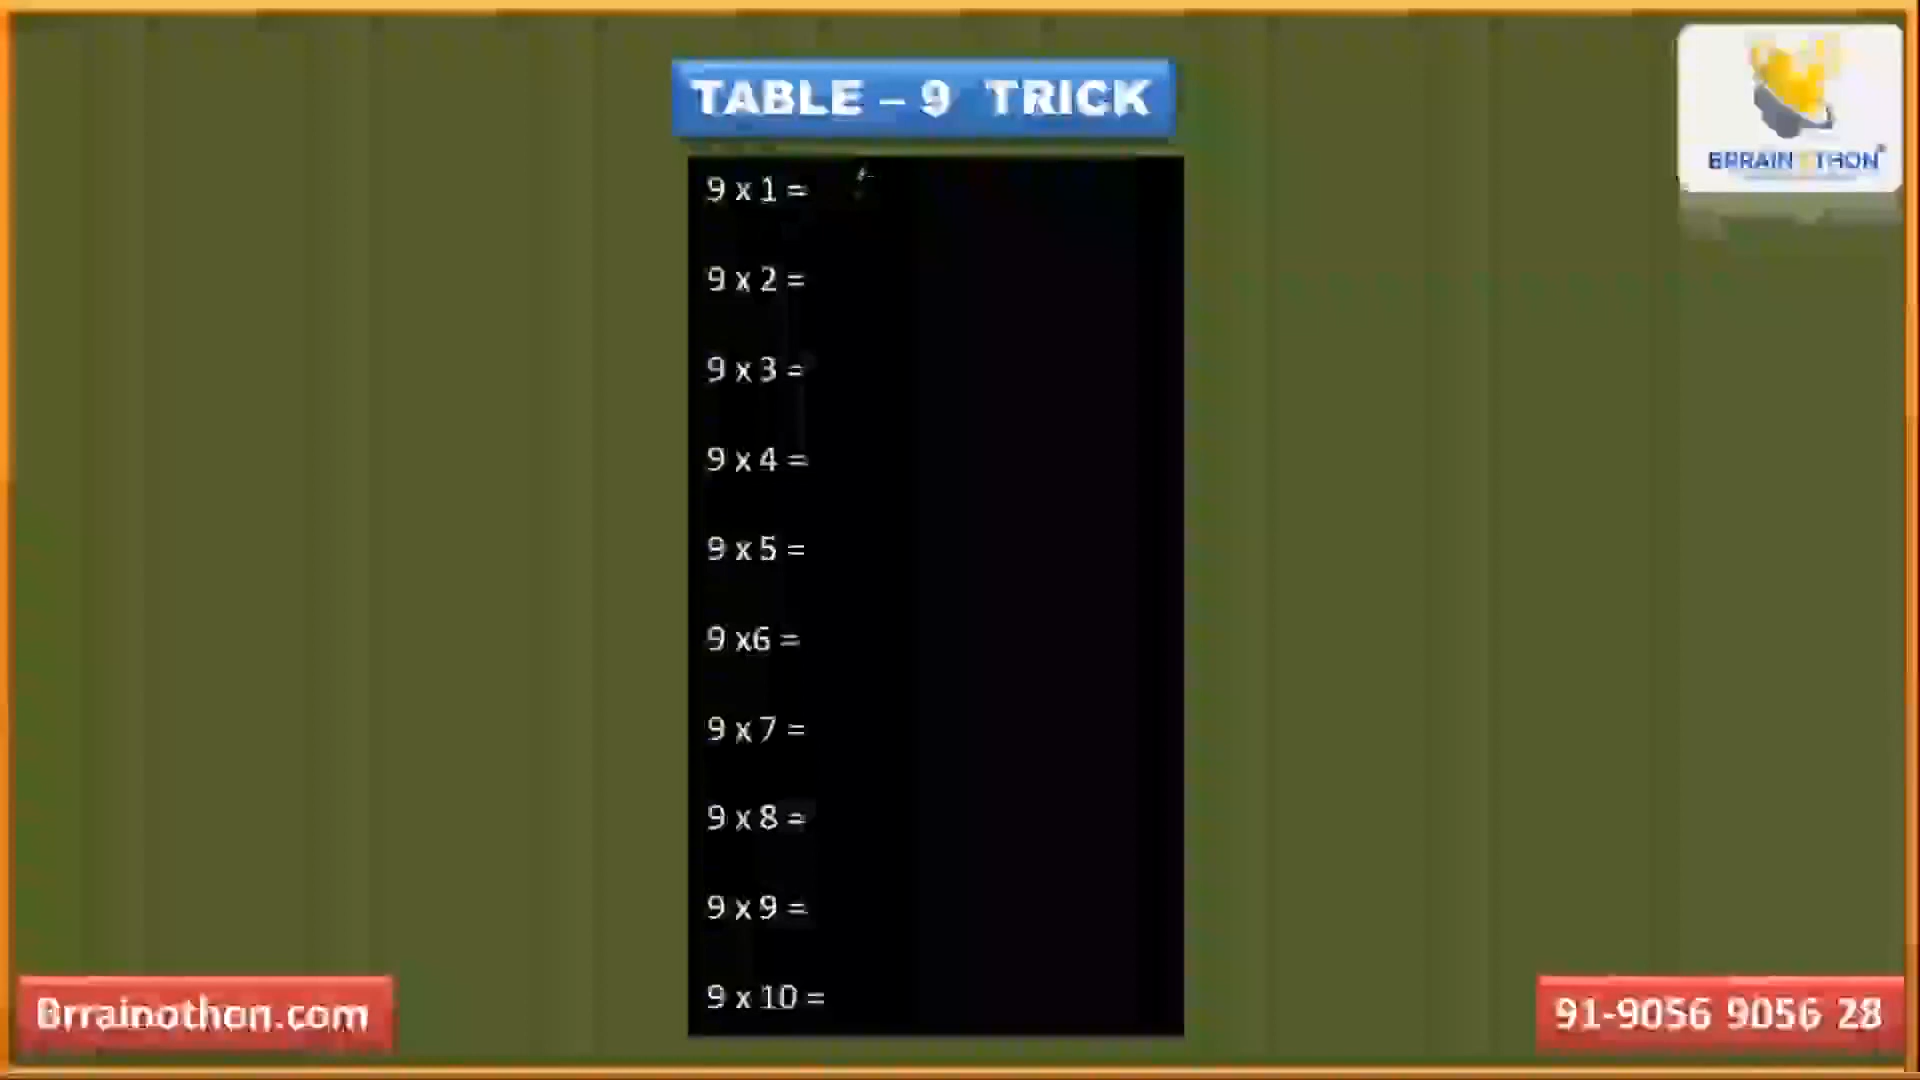 TABLE – 9 TRICK
BRRAINOTHON
9 x 1 =
9 x 2 =
9 x 3 =
9 x 4 =
9 x 5 =
9 x6 =
9 x 7 =
9 x 8 =
9 x 9 =
9 x 10 =
Brrainothon.com
91-9056 9056 28